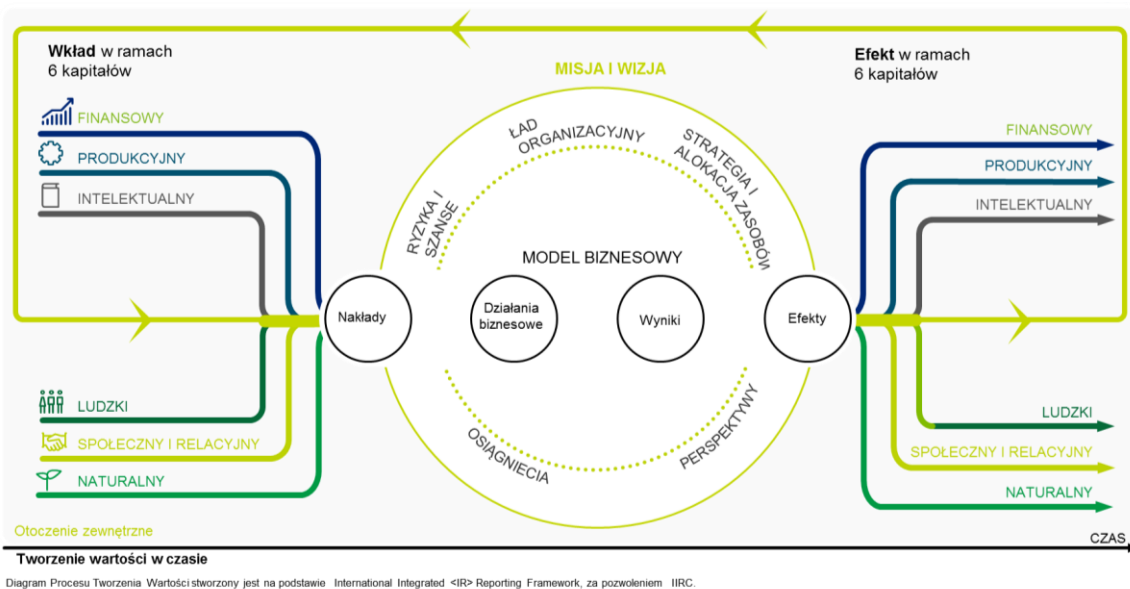 Wkład w ramach
6 kapitałów
FINANSOWY
PRODUKCYJNY
INTELEKTUALNY
LUDZKI
SPOŁECZNY I RELACYJNY
NATURALNY
Otoczenie zewnętrzne
MISJA I WIZJA
RYZYKA I
SZANSE
ŁAD
ORGANIZACYJNY
STRATEGIA I
ALOKACJA ZASOBÓW
MODEL BIZNESOWY
Nakłady
Działania
biznesowe
Wyniki
Efekty
OSIĄGNIECIA
PERSPEKTYWY
Efekt w ramach
6 kapitałów
FINANSOWY
PRODUKCYJNY
INTELEKTUALNY
LUDZKI
SPOŁECZNY I RELACYJNY
NATURALNY
CZAS
Tworzenie wartości w czasie
Diagram Procesu Tworzenia Wartości stworzony jest na podstawie International Integrated <IR> Reporting Framework, za pozwoleniem IIRC.